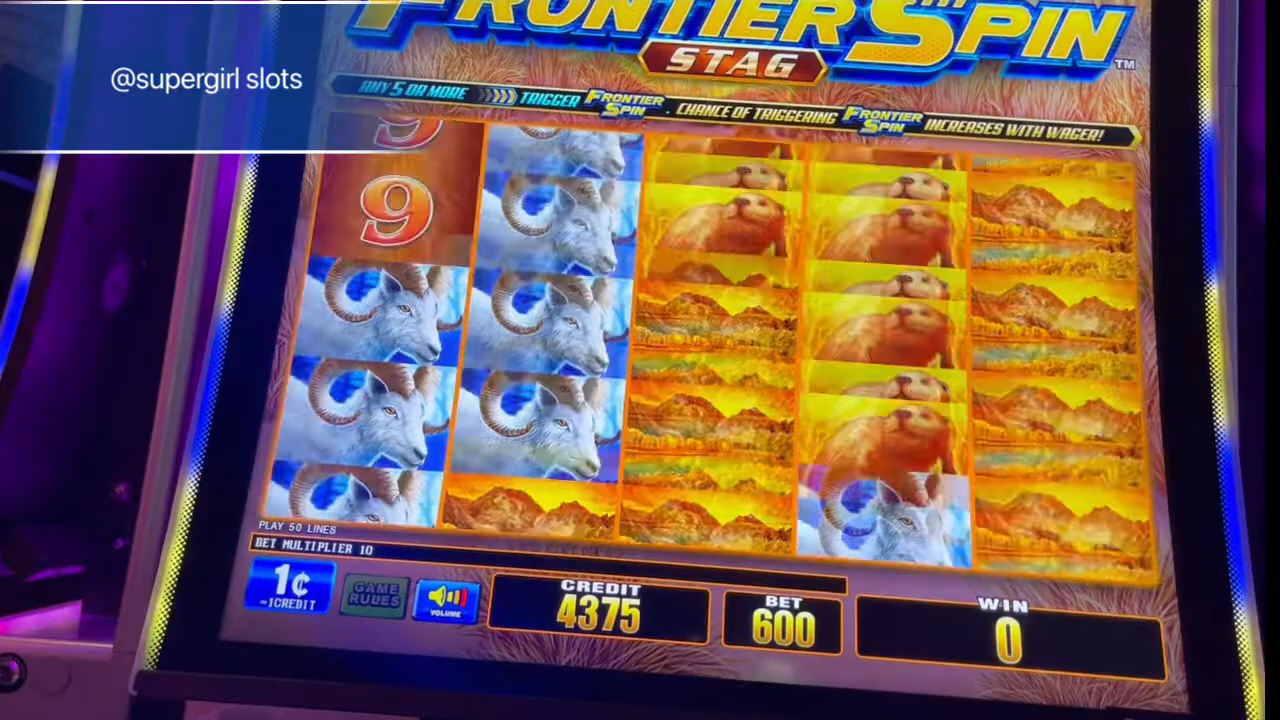 @supergirl slots
FRONTIER SPIN
STAG
TM
ANY 5 OR MORE TRIGGER FRONTIER SPIN. CHANCE OF TRIGGERING FRONTIER SPIN INCREASES WITH WAGER!
9
9
PLAY 50 LINES
BET MULTIPLIER 10
1¢
=1CREDIT
GAME RULES
VOLUME
CREDIT
4375
BET
600
WIN
0